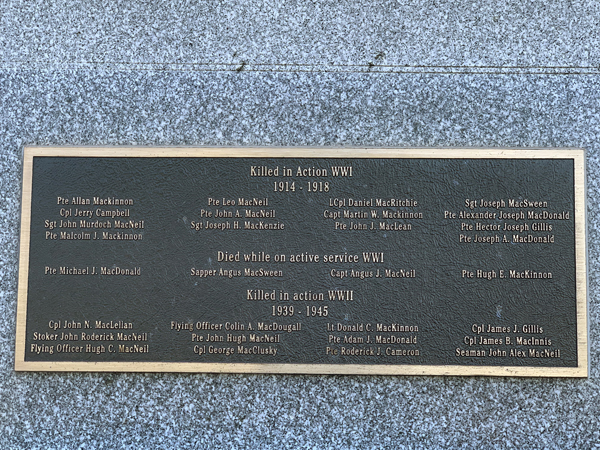 Killed in Action WWI
1914 - 1918
Pte Allan Mackinnon Pte Leo MacNeil LCpl Daniel MacRitchie Sgt Joseph MacSween
Cpl Jerry Campbell Pte John A. MacNeil Capt Martin W. Mackinnon Pte Alexander Joseph MacDonald
Sgt John Murdoch MacNeil Sgt Joseph H. MacKenzie Pte John J. MacLean Pte Hector Joseph Gillis
Pte Malcolm J. Mackinnon Pte Joseph A. MacDonald
Died while on active service WWI
Pte Michael J. MacDonald Sapper Angus MacSween Capt Angus J. MacNeil Pte Hugh E. MacKinnon
Killed in action WWII
1939 - 1945
Cpl John N. MacLellan Flying Officer Colin A. MacDougall Lt Donald C. MacKinnon Cpl James J. Gillis
Stoker John Roderick MacNeil Pte John Hugh MacNeil Pte Adam J. MacDonald Cpl James B. MacInnis
Flying Officer Hugh C. MacNeil Cpl George MacClusky Pte Roderick J. Cameron Seaman John Alex MacNeil